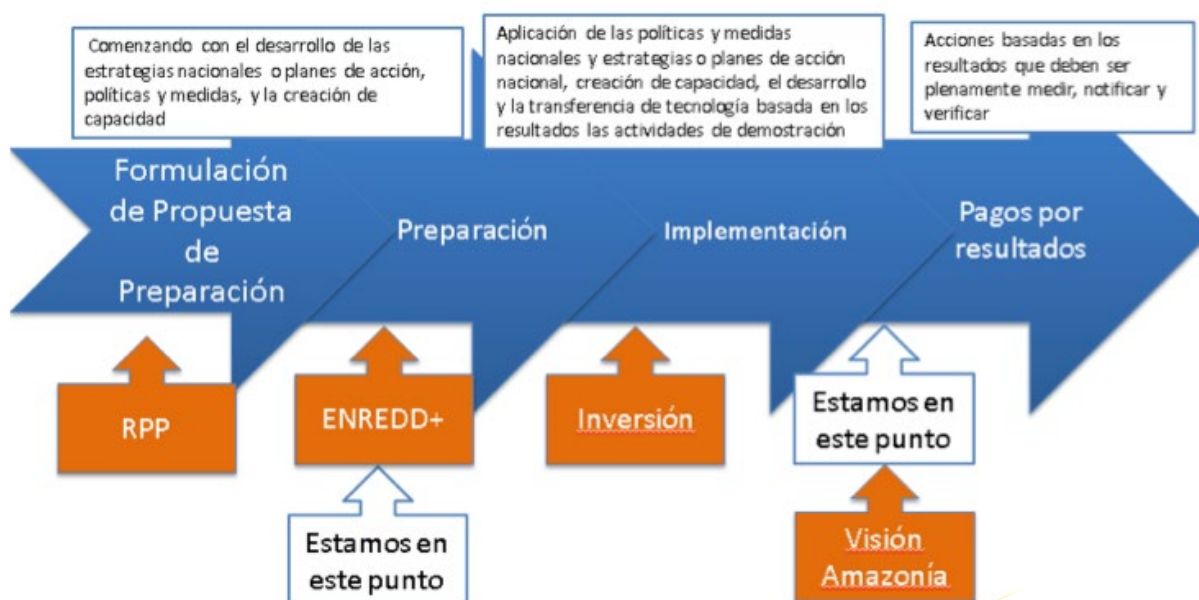 Comenzando con el desarrollo de las
estrategias nacionales o planes de acción,
políticas y medidas, y la creación de
capacidad
Aplicación de las políticas y medidas
nacionales y estrategias o planes de acción
nacional, creación de capacidad, el desarrollo
y la transferencia de tecnología basada en los
resultados las actividades de demostración
Acciones basadas en los
resultados que deben ser
plenamente medir, notificar y
verificar
Formulación
de Propuesta
de
Preparación
Preparación
Implementación
Pagos por
resultados
RPP
ENREDD+
Inversión
Estamos en
este punto
Estamos en
este punto
Visión
Amazonía